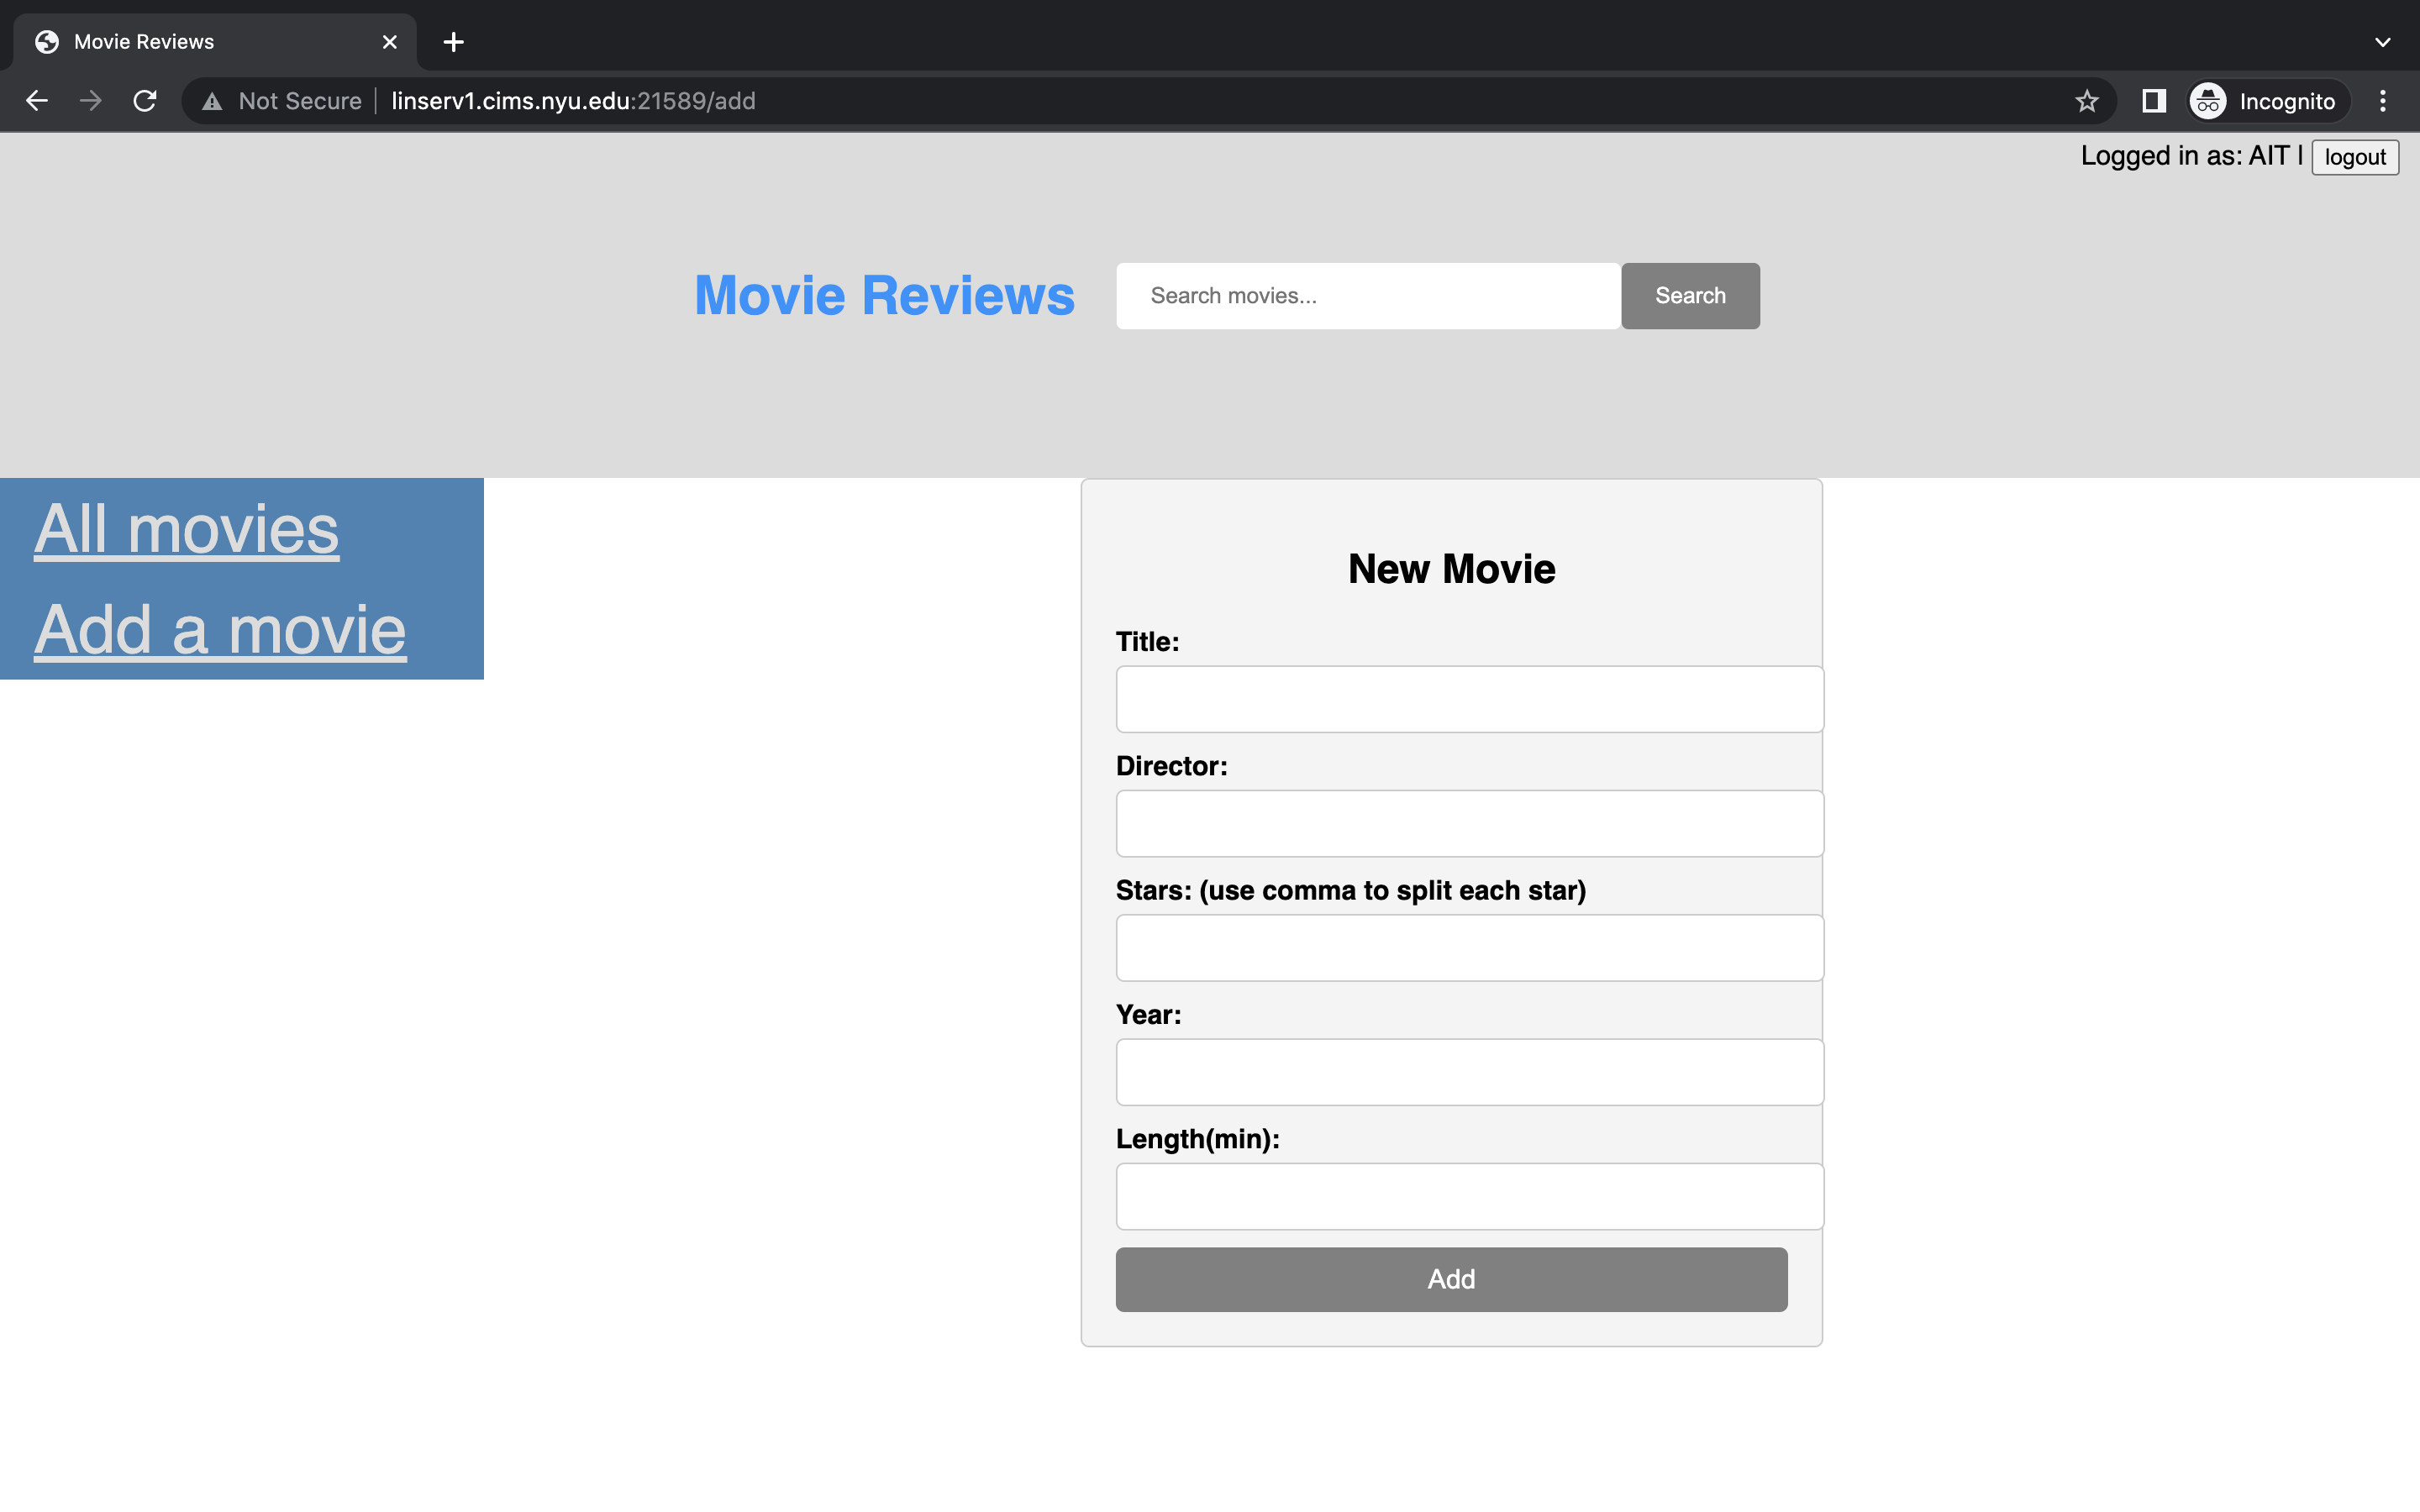 Movie Reviews
Not Secure linserv1.cims.nyu.edu:21589/add Incognito
Logged in as: AIT | logout
Movie Reviews Search movies... Search
All movies
Add a movie
New Movie
Title:
Director:
Stars: (use comma to split each star)
Year:
Length(min):
Add